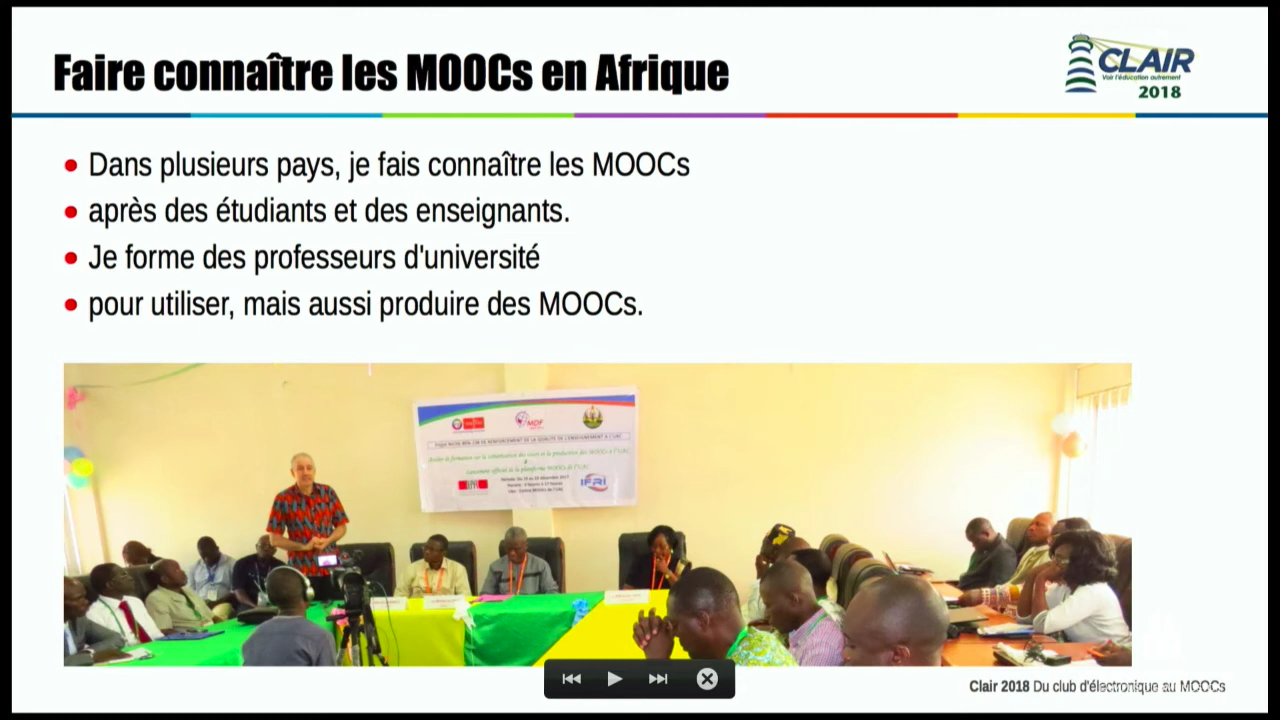 Faire connaître les MOOCs en Afrique
CLAIR
Voir l'éducation autrement
2018
Dans plusieurs pays, je fais connaître les MOOCs
après des étudiants et des enseignants.
Je forme des professeurs d'université
pour utiliser, mais aussi produire des MOOCs.
MDF
IFRI
Clair 2018 Du club d'électronique au MOOCs